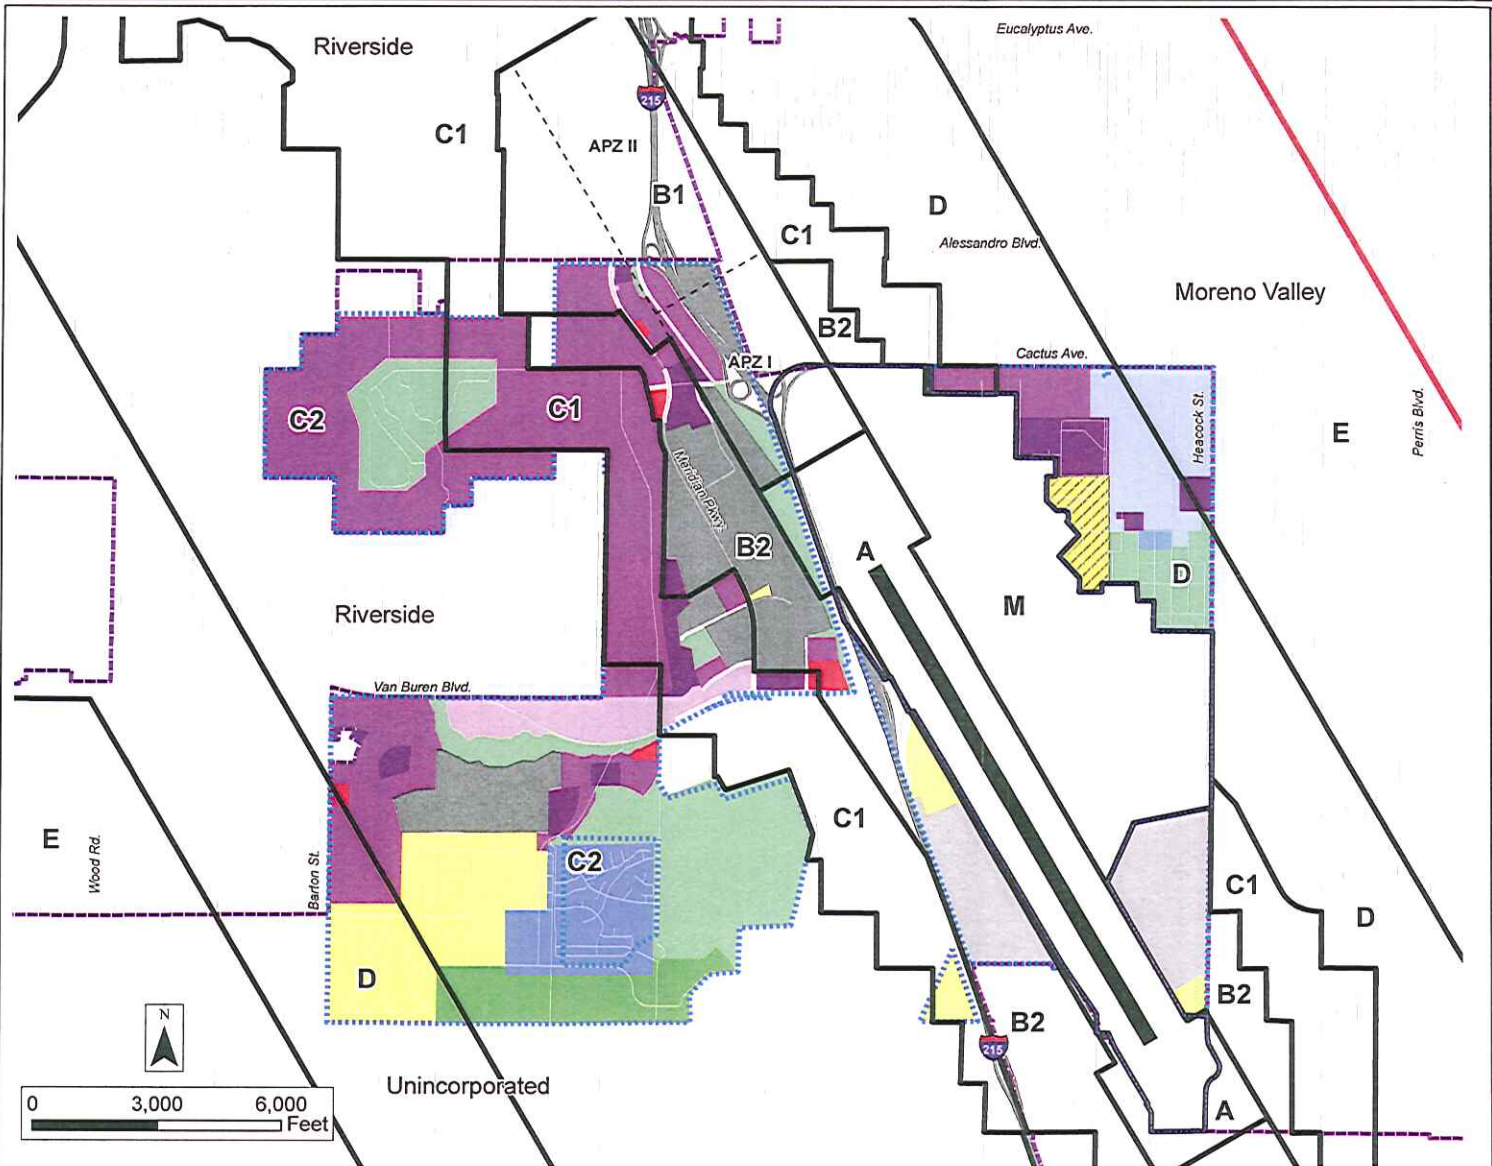 Eucalyptus Ave.
Riverside
215
C1
APZ II
B1
D
C1
Alessandro Blvd.
Moreno Valley
B2
Cactus Ave.
APZ I
C2
C1
Heacock St.
Perris Blvd.
E
Meridian Pkwy.
B2
A
D
M
Riverside
Van Buren Blvd.
C1
E
Wood Rd.
Barton St.
C2
C1
D
D
B2
N
B2
215
Unincorporated
0 3,000 6,000
Feet
A